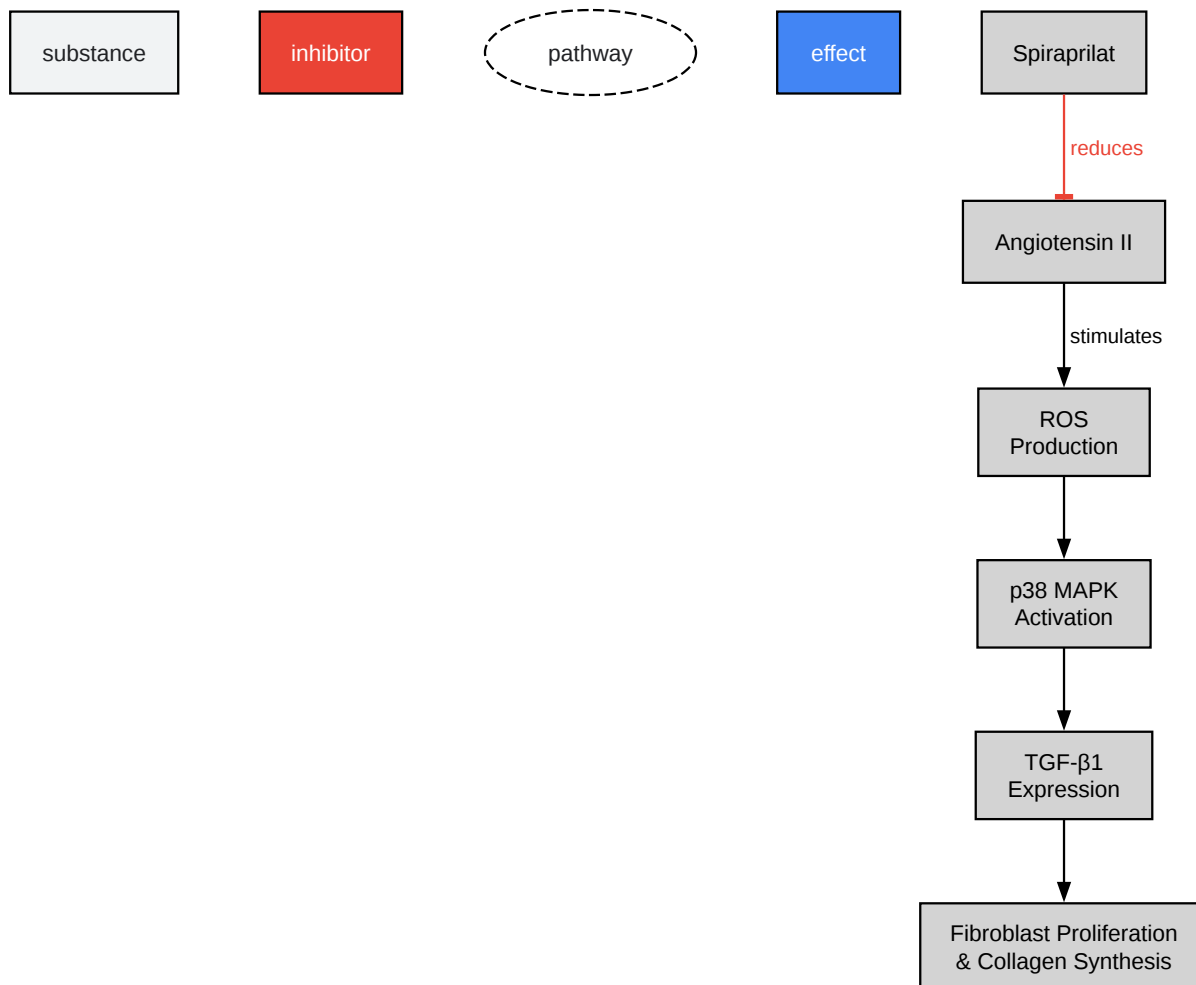 substance
inhibitor
pathway
effect
Spiraprilat
reduces
Angiotensin II
stimulates
ROS
Production
p38 MAPK
Activation
TGF-β1
Expression
Fibroblast Proliferation
& Collagen Synthesis